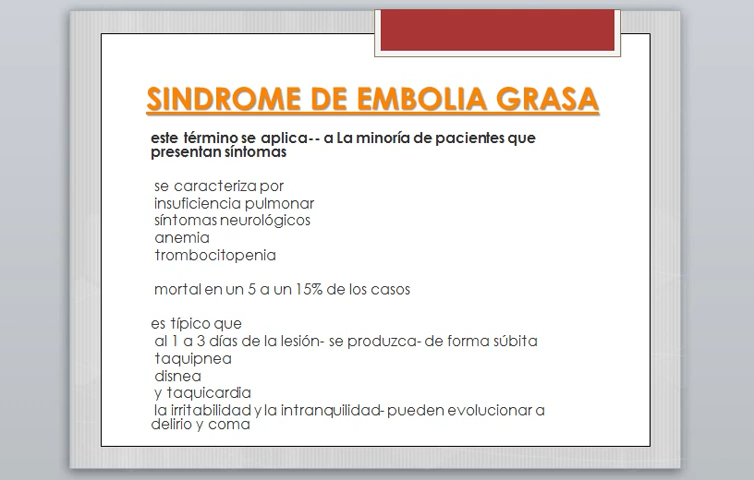 SINDROME DE EMBOLIA GRASA
este término se aplica-- a La minoría de pacientes que
presentan síntomas
se caracteriza por
insuficiencia pulmonar
síntomas neurológicos
anemia
trombocitopenia
mortal en un 5 a un 15% de los casos
es típico que
al 1 a 3 días de la lesión- se produzca- de forma súbita
taquipnea
disnea
y taquicardia
la irritabilidad y la intranquilidad- pueden evolucionar a
delirio y coma